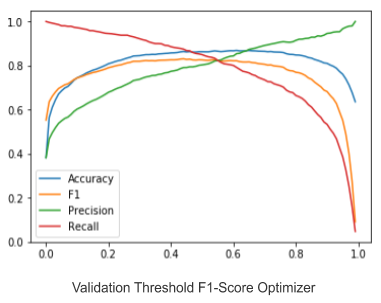 1.0
0.8
0.6
0.4
0.2
0.0
Accuracy
F1
Precision
Recall
0.0 0.2 0.4 0.6 0.8 1.0
Validation Threshold F1-Score Optimizer